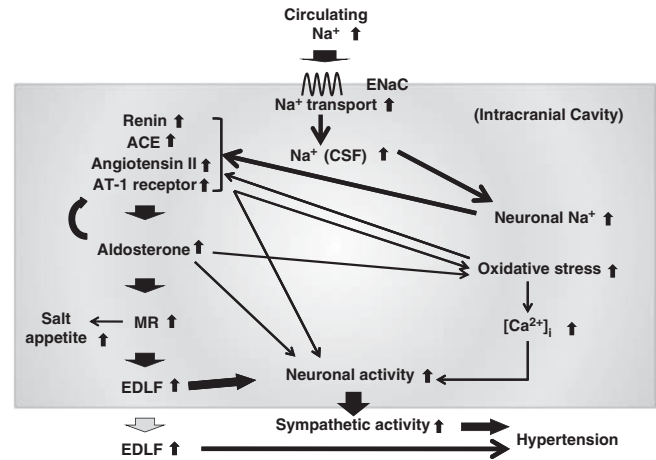 Circulating
Na⁺ ⬆
ENaC
Na⁺ transport ⬆
(Intracranial Cavity)
Renin ⬆
ACE ⬆
Angiotensin II ⬆
AT-1 receptor ⬆
Na⁺ (CSF) ⬆
Neuronal Na⁺ ⬆
Aldosterone ⬆
Oxidative stress ⬆
Salt
appetite ⬆
MR ⬆
[Ca²⁺]ᵢ ⬆
EDLF ⬆
Neuronal activity ⬆
Sympathetic activity ⬆
Hypertension
EDLF ⬆